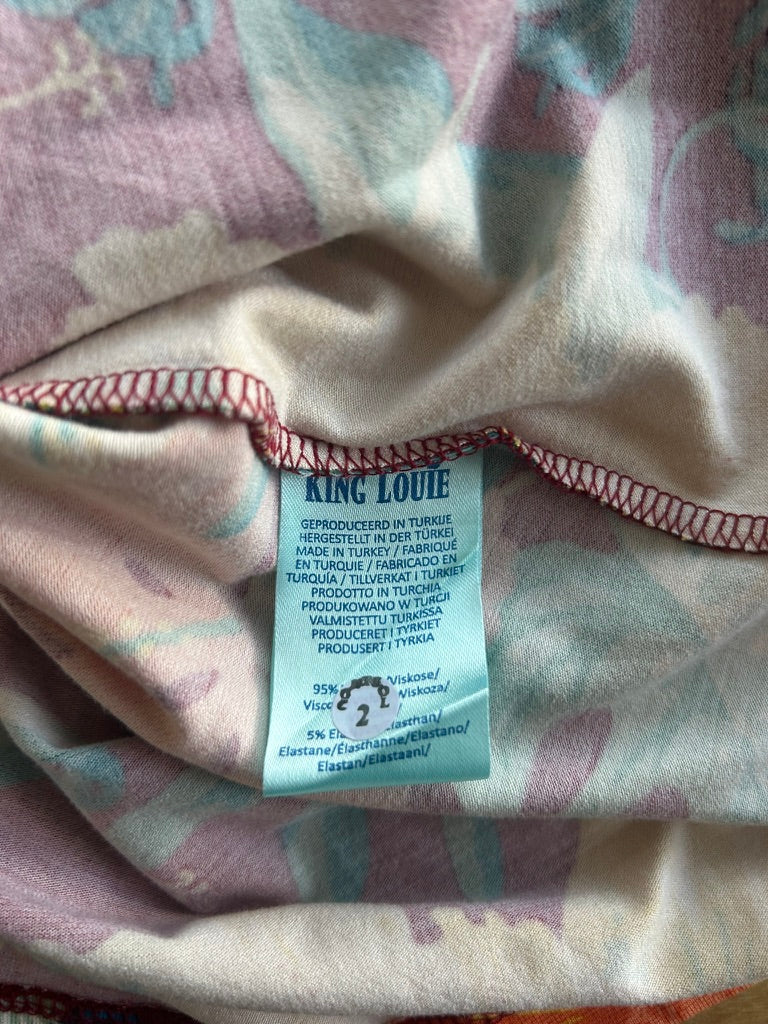 KING LOUIE
GEPRODUCEERD IN TURKIJE
HERGESTELLT IN DER TÜRKEI
MADE IN TURKEY / FABRIQUÉ
EN TURQUIE / FABRICADO EN
TURQUÍA / TILLVERKAT I TURKIET
PRODOTTO IN TURCHIA
PRODUKOWANO W TURCJI
VALMISTETTU TURKISSA
PRODUCERET I TYRKIET
PRODUSERT I TYRKIA
95% Viskose/
Viskoza/
CONTROL
2
5%
Elastane/Élasthanne/Elastano/
Elastan/Elastaani/